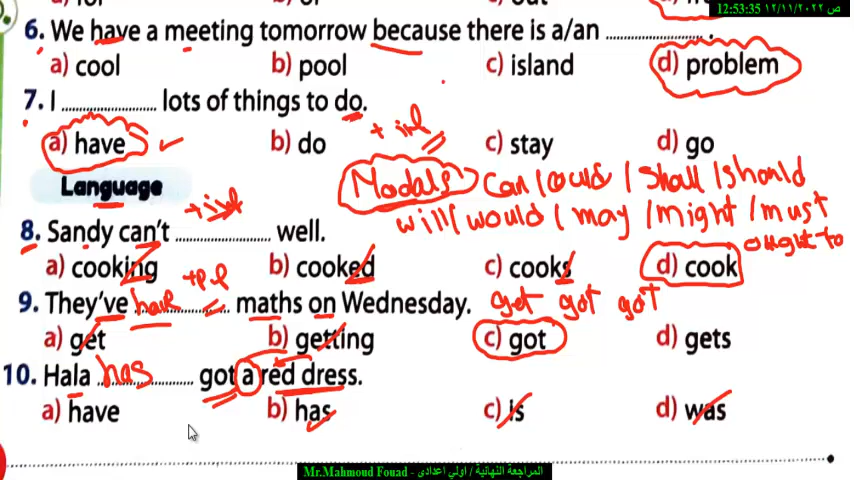 12:53:35 ١٢/١١/٢٠٢٢ ص
6. We have a meeting tomorrow because there is a/an .................... .
a) cool b) pool c) island d) problem
7. I .................... lots of things to do.
+ inf
a) have b) do c) stay d) go
Language
Modals can / could / shall / should
will / would / may / might / must
ought to
+ inf
8. Sandy can't .................... well.
a) cooking b) cooked c) cooks d) cook
+ p.p
9. They've have .................... maths on Wednesday. get got got
a) get b) getting c) got d) gets
10. Hala has .................... got a red dress.
a) have b) has c) is d) was
Mr.Mahmoud Fouad - المراجعة النهائية / اولي اعدادى